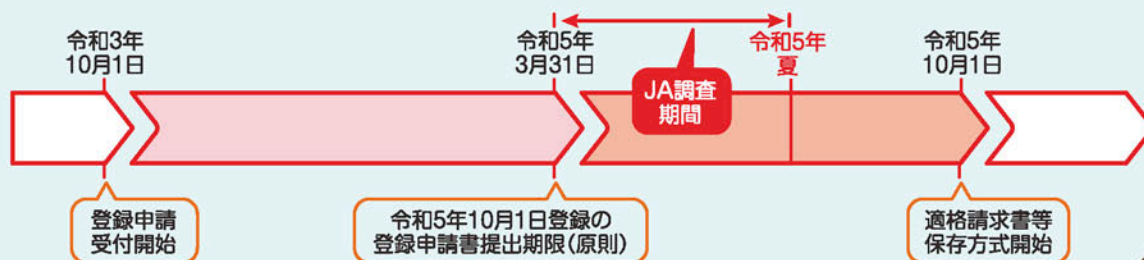 令和3年
10月1日
令和5年
3月31日
令和5年
夏
令和5年
10月1日
JA調査
期間
登録申請
受付開始
令和5年10月1日登録の
登録申請書提出期限(原則)
適格請求書等
保存方式開始